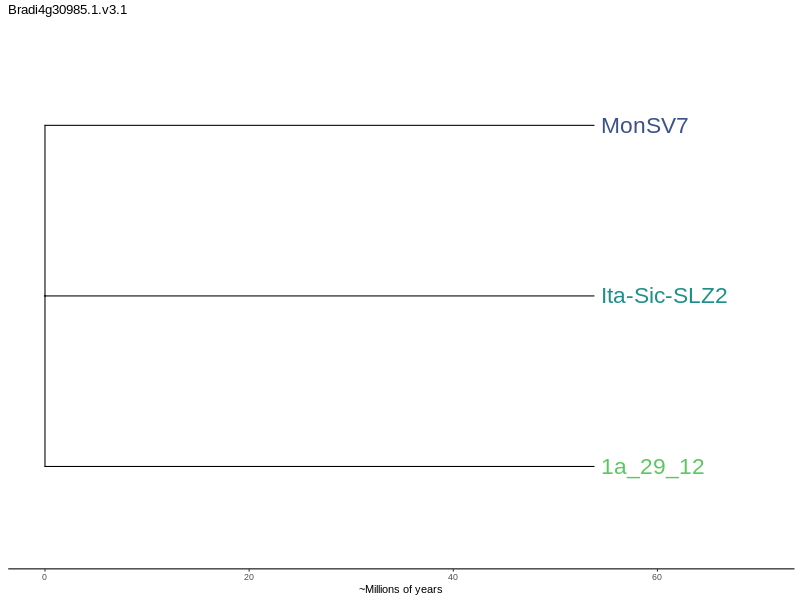 Bradi4g30985.1.v3.1
MonSV7
Ita-Sic-SLZ2
1a_29_12
0 20 40 60
~Millions of years